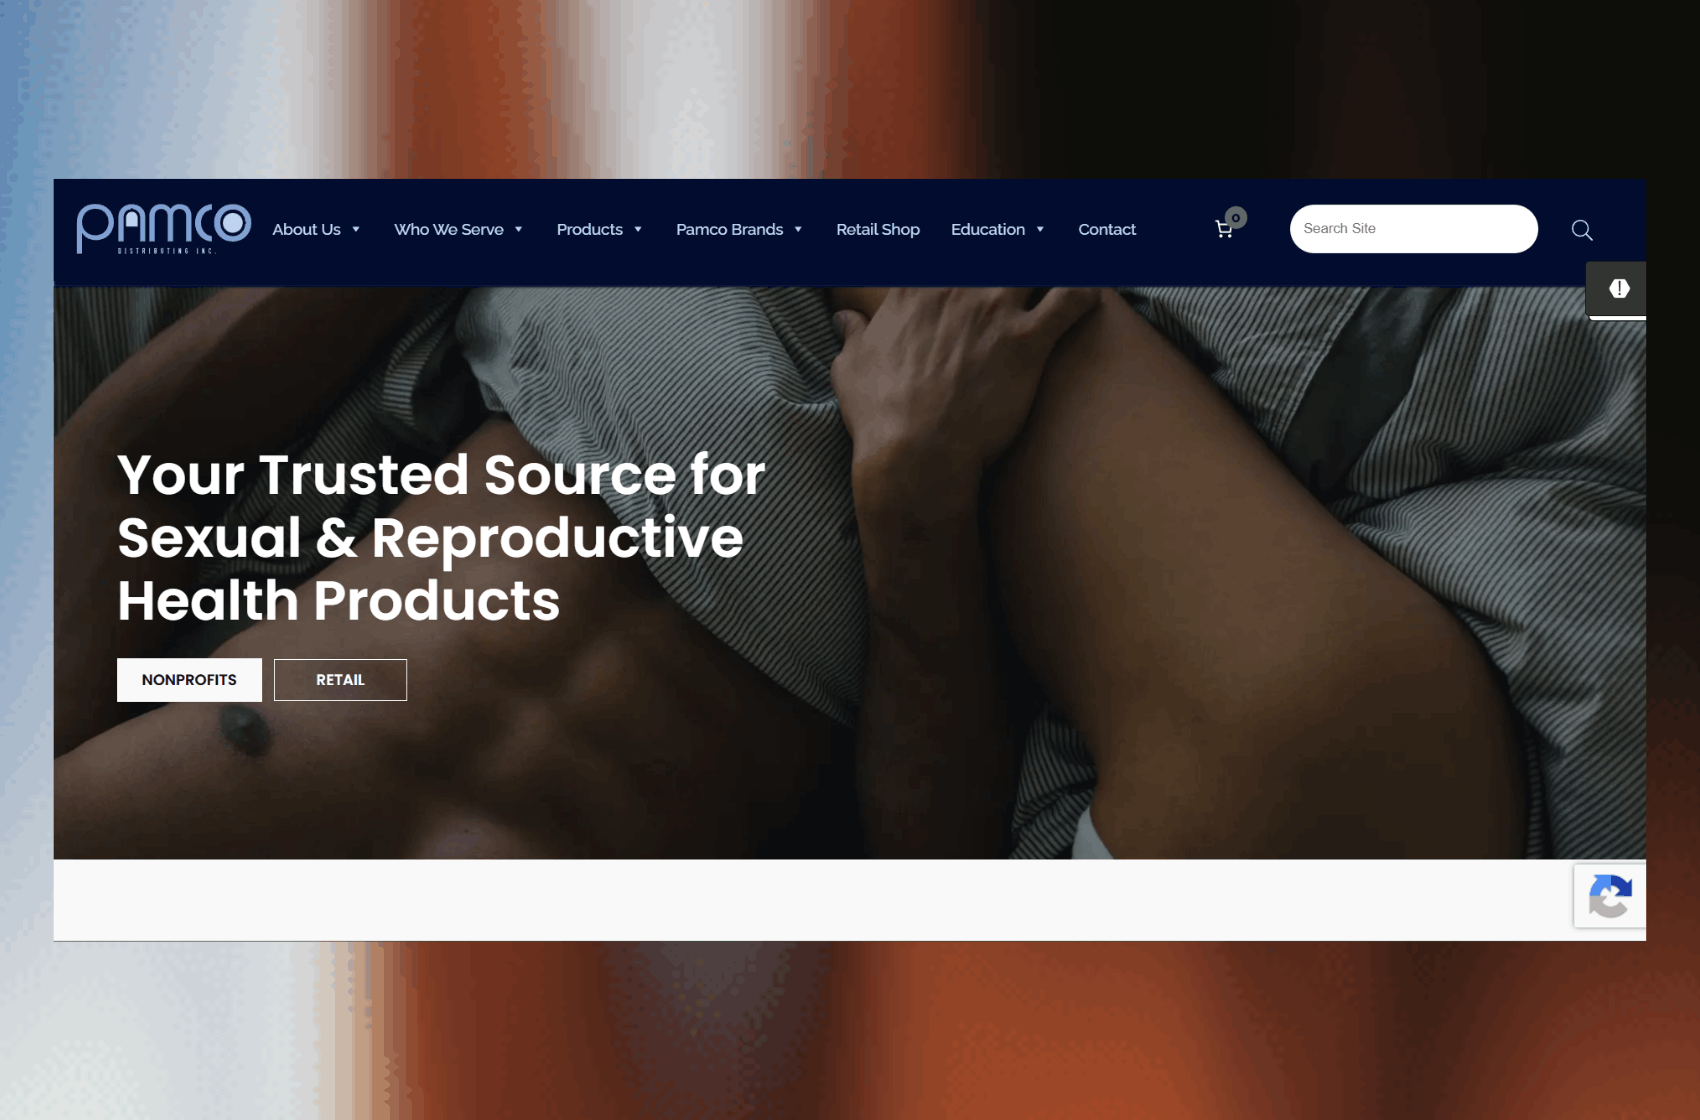 PAMCO
DISTRIBUTING INC.
About Us
Who We Serve
Products
Pamco Brands
Retail Shop
Education
Contact
0
Search Site
Your Trusted Source for
Sexual & Reproductive
Health Products
NONPROFITS
RETAIL